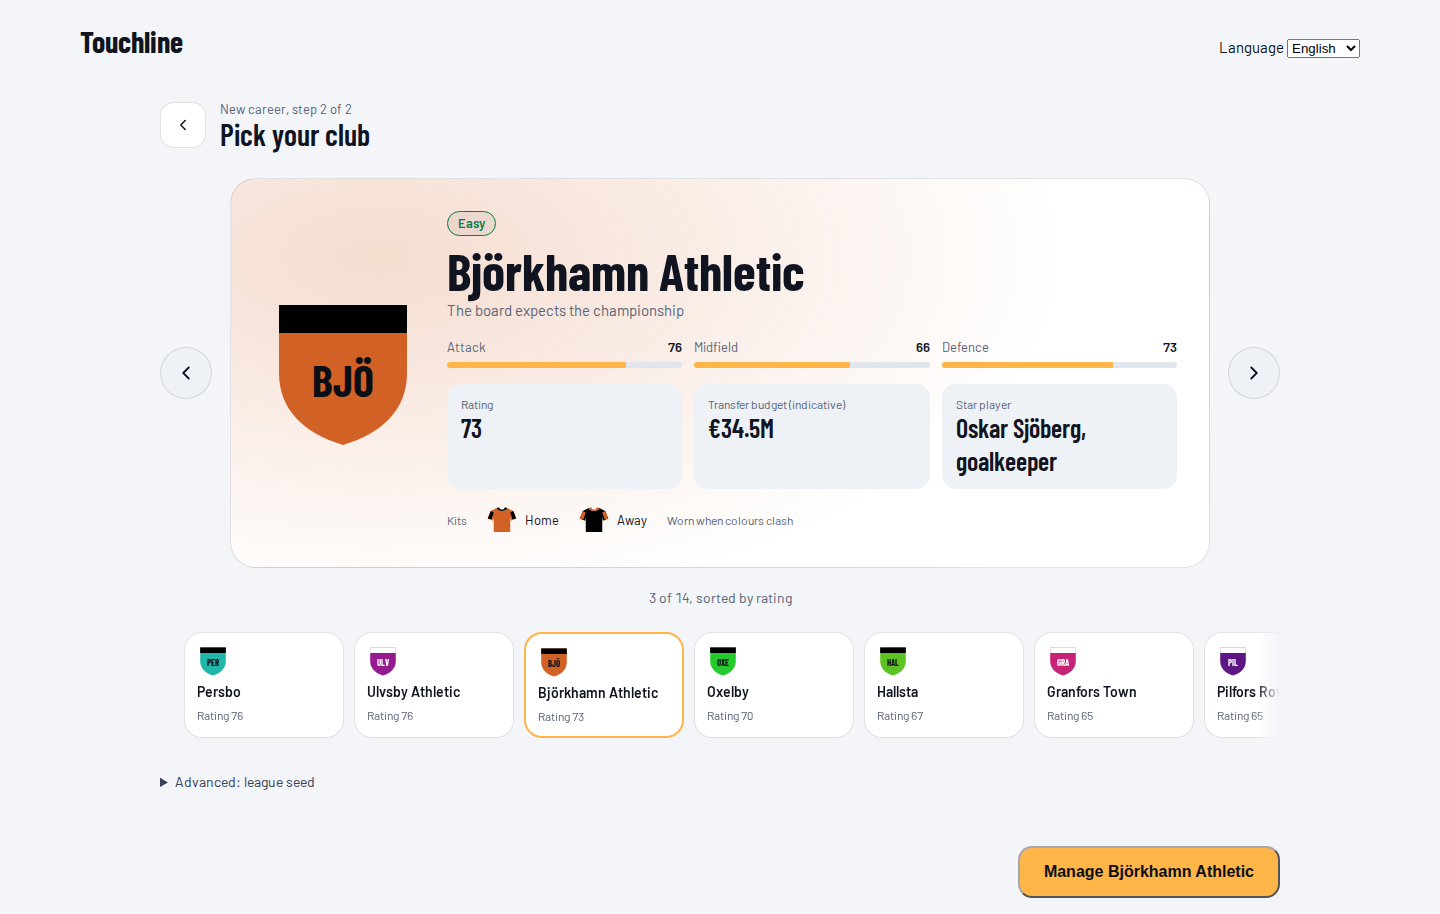 Touchline
Language English
New career, step 2 of 2
Pick your club
Easy
Björkhamn Athletic
The board expects the championship
Attack 76 Midfield 66 Defence 73
BJÖ
Rating Transfer budget (indicative) Star player
73 €34.5M Oskar Sjöberg,
goalkeeper
Kits Home Away Worn when colours clash
3 of 14, sorted by rating
PER ULV BJÖ OXE HAL GRA PIL
Persbo Ulvsby Athletic Björkhamn Athletic Oxelby Hallsta Granfors Town Pilfors
Rating 76 Rating 76 Rating 73 Rating 70 Rating 67 Rating 65 Rating 65
Advanced: league seed
Manage Björkhamn Athletic